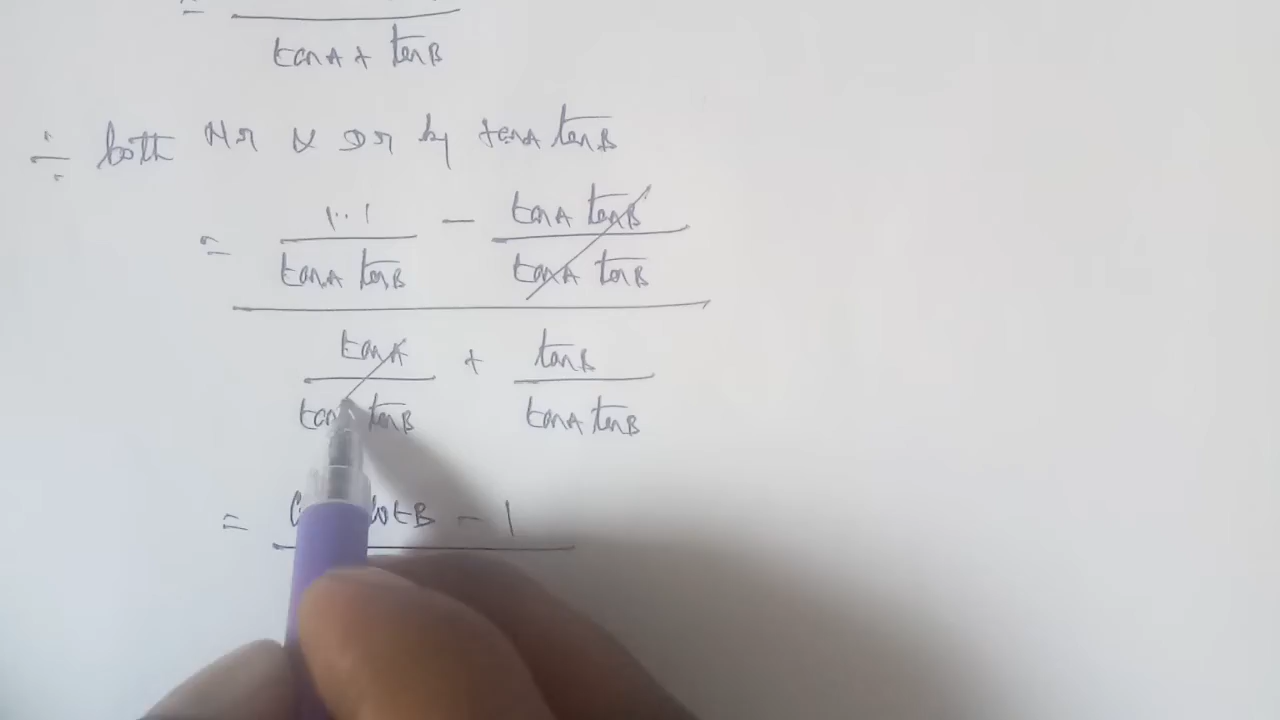 =
tanA + tanB
÷ both Nr & Dr by tanA tanB
= 1·1 / tanA tanB - tanA tanB / tanA tanB
tanA / tanA tanB + tanB / tanA tanB
= cotB - 1